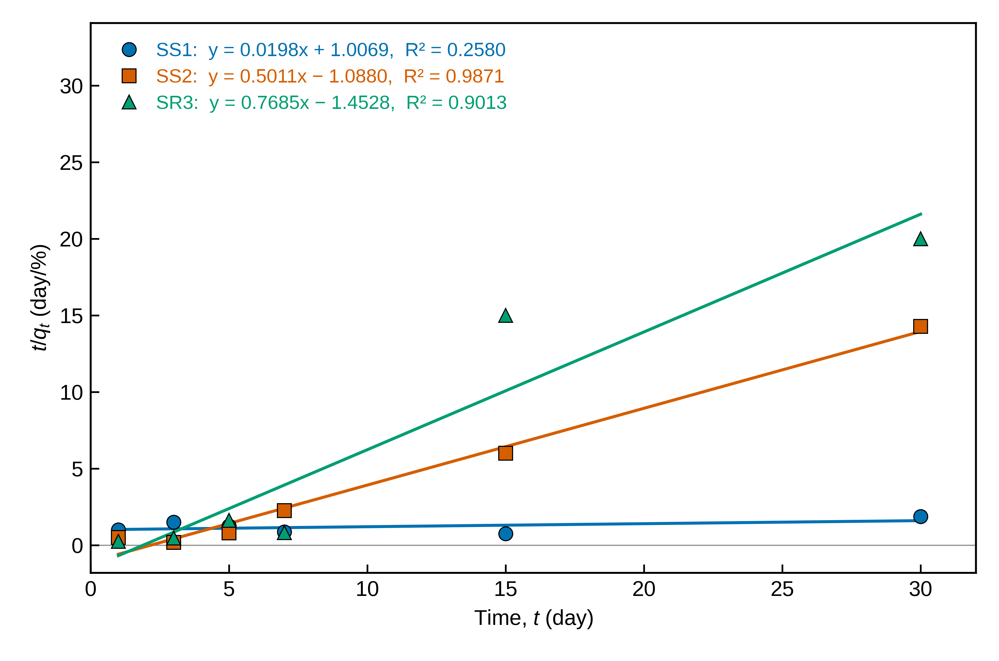 SS1: y = 0.0198x + 1.0069, R² = 0.2580
SS2: y = 0.5011x − 1.0880, R² = 0.9871
SR3: y = 0.7685x − 1.4528, R² = 0.9013
30
25
20
15
10
5
0
t/qₜ (day/%)
0 5 10 15 20 25 30
Time, t (day)